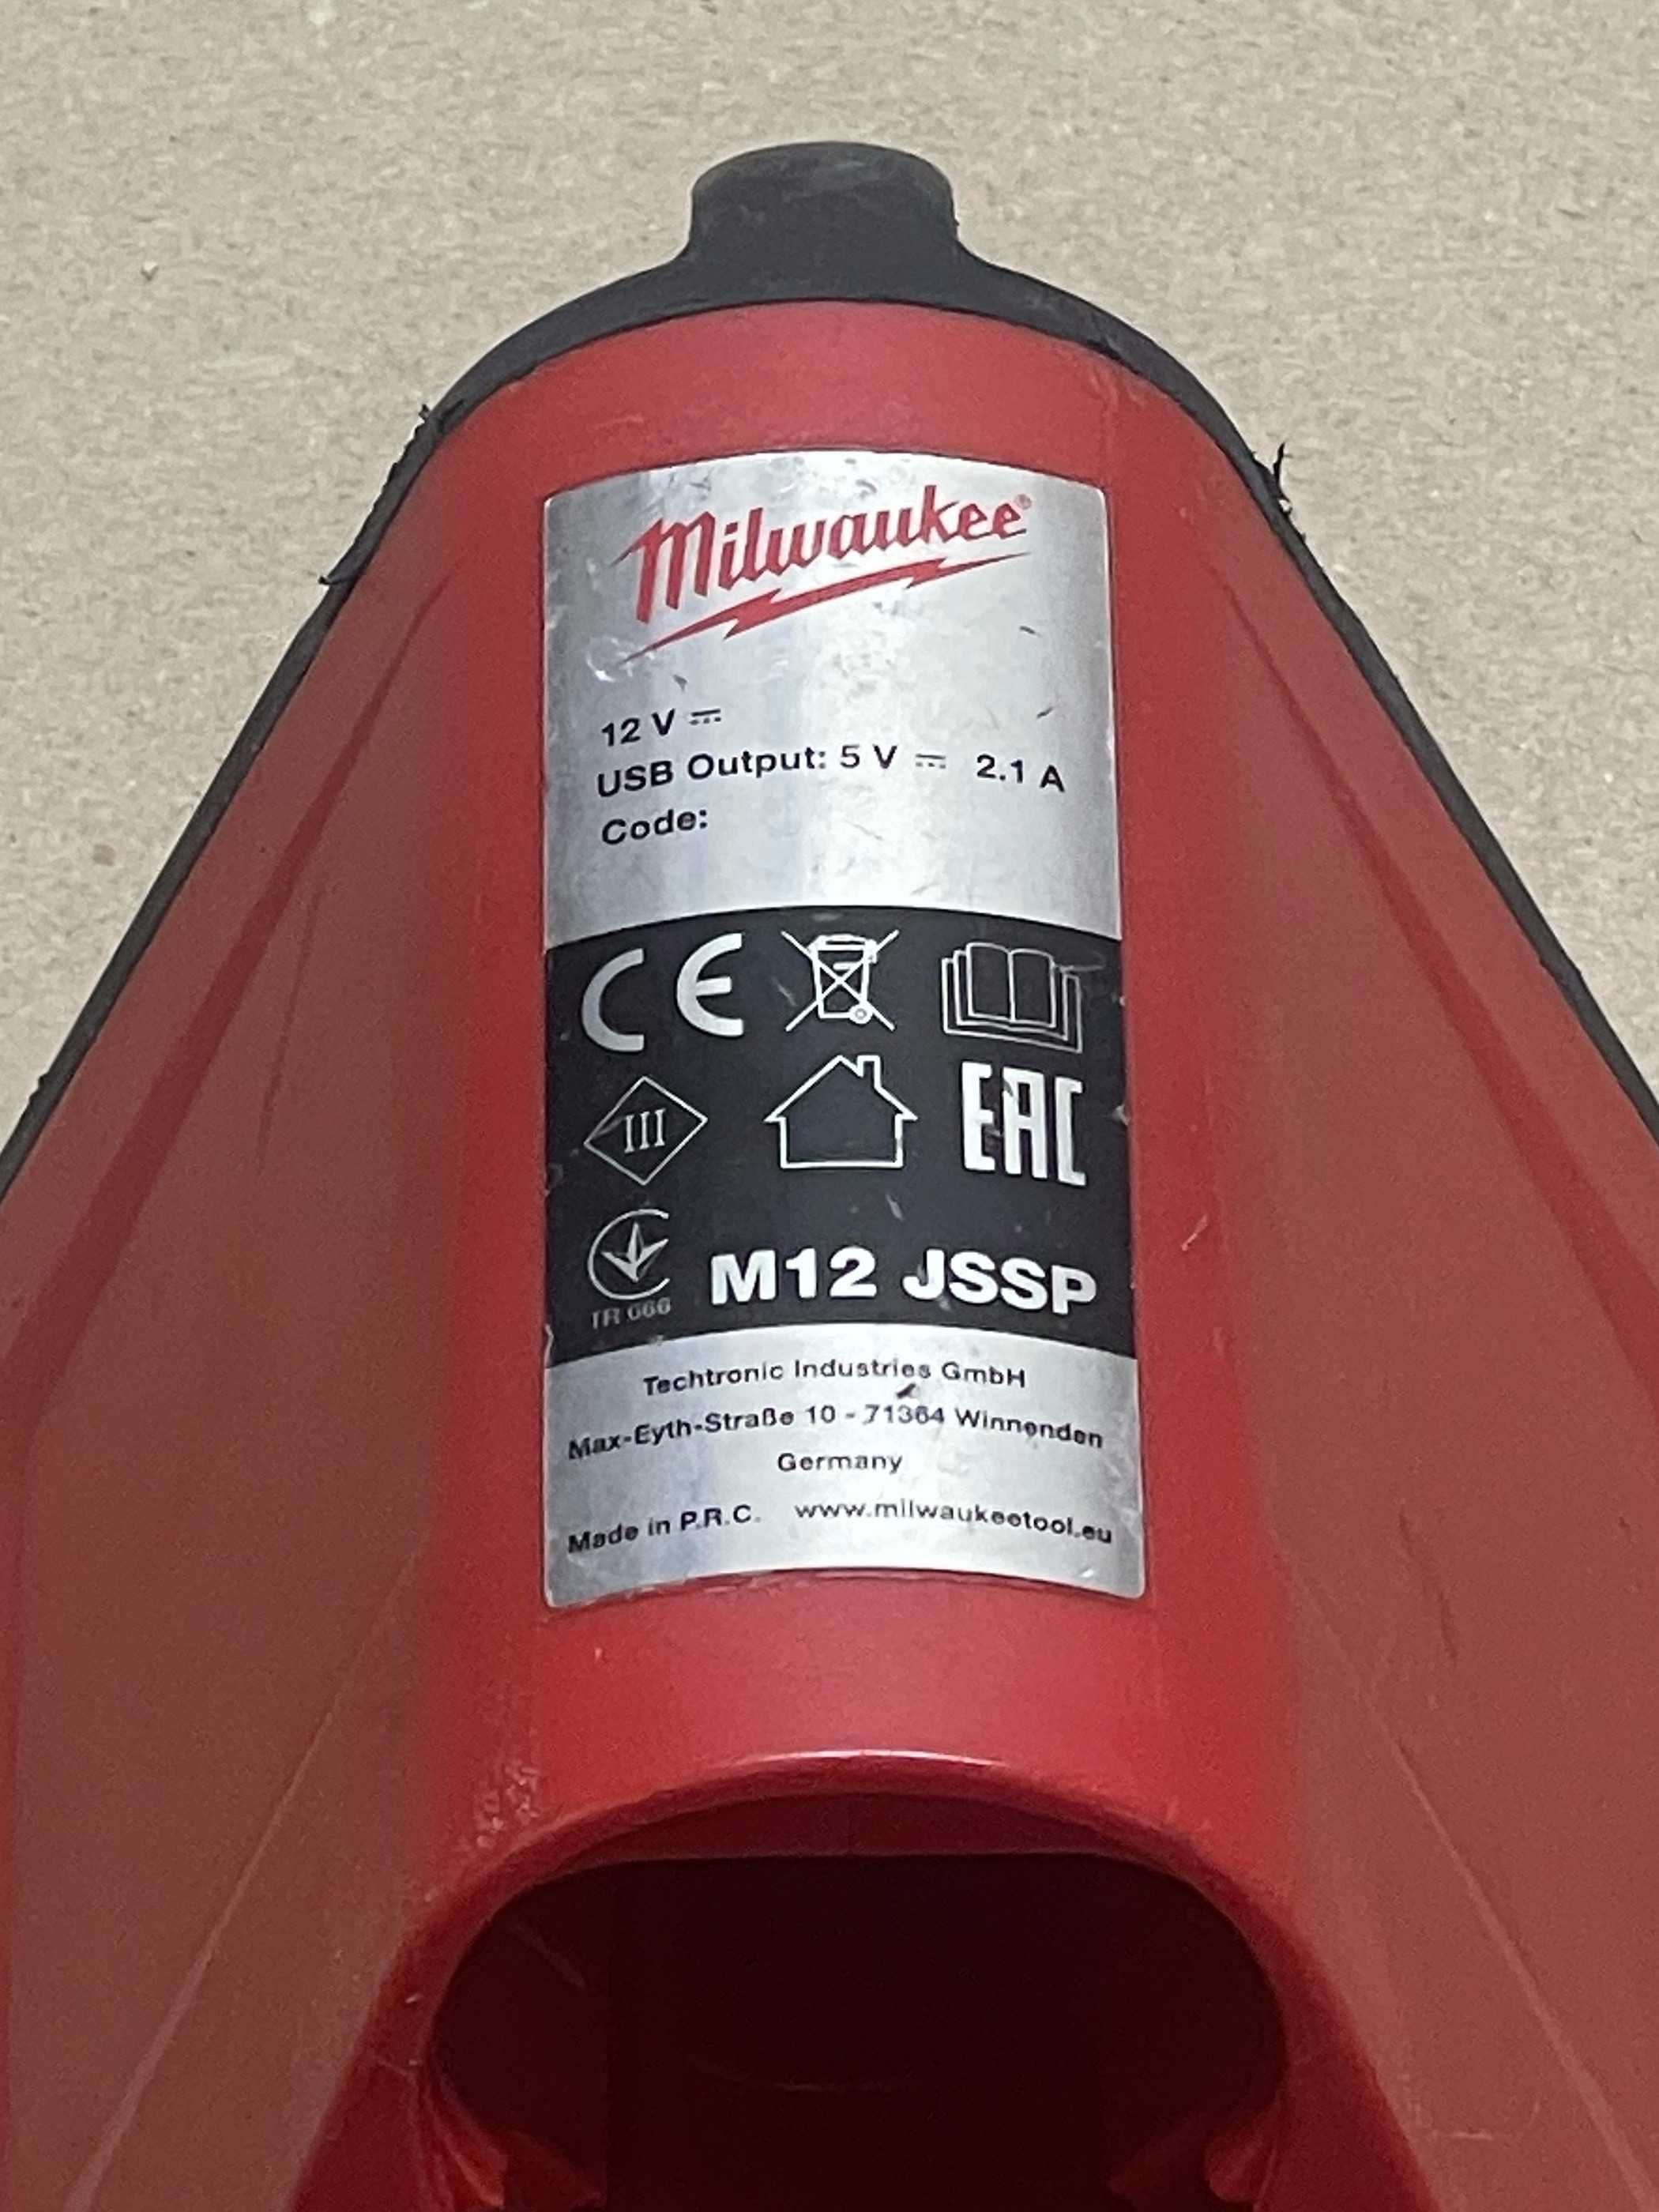 Milwaukee®
12 V ⎓
USB Output: 5 V ⎓ 2.1 A
Code:
CE
III
EAC
TR 066
M12 JSSP
Techtronic Industries GmbH
Max-Eyth-Straße 10 - 71364 Winnenden
Germany
Made in P.R.C. www.milwaukeetool.eu